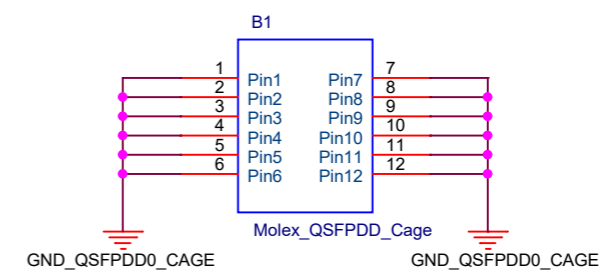 B1
1 Pin1 Pin7 7
2 Pin2 Pin8 8
3 Pin3 Pin9 9
4 Pin4 Pin10 10
5 Pin5 Pin11 11
6 Pin6 Pin12 12
Molex_QSFPDD_Cage
GND_QSFPDD0_CAGE GND_QSFPDD0_CAGE